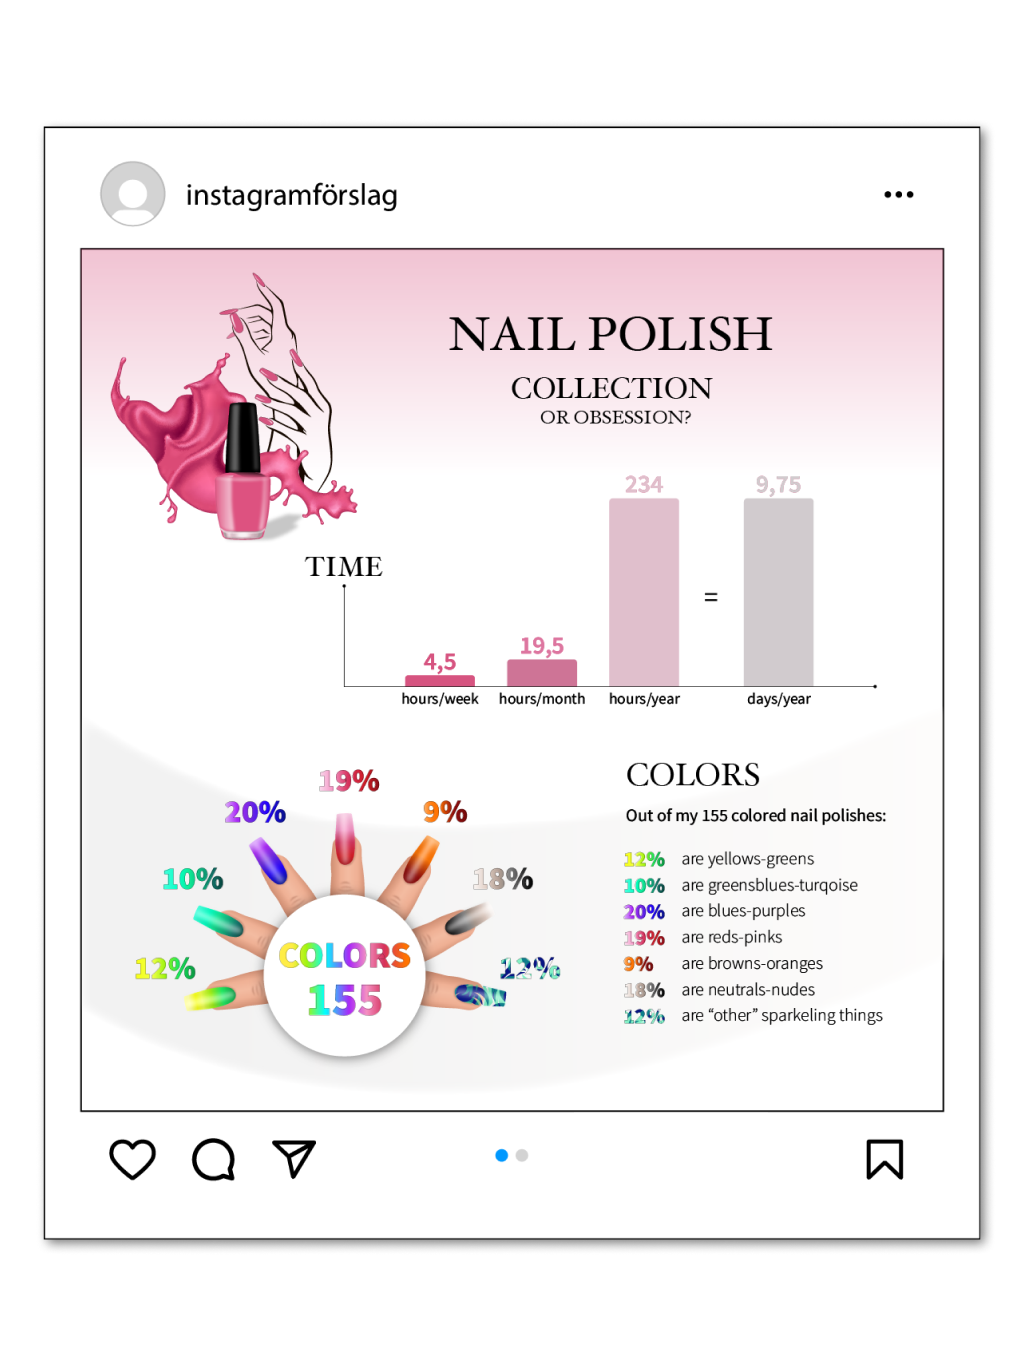 instagramförslag
NAIL POLISH
COLLECTION
OR OBSESSION?
TIME
4,5
19,5
234
=
9,75
hours/week
hours/month
hours/year
days/year
19%
20%
9%
10%
18%
12%
12%
COLORS
155
COLORS
Out of my 155 colored nail polishes:
12% are yellows-greens
10% are greensblues-turqoise
20% are blues-purples
19% are reds-pinks
9% are browns-oranges
18% are neutrals-nudes
12% are “other” sparkeling things